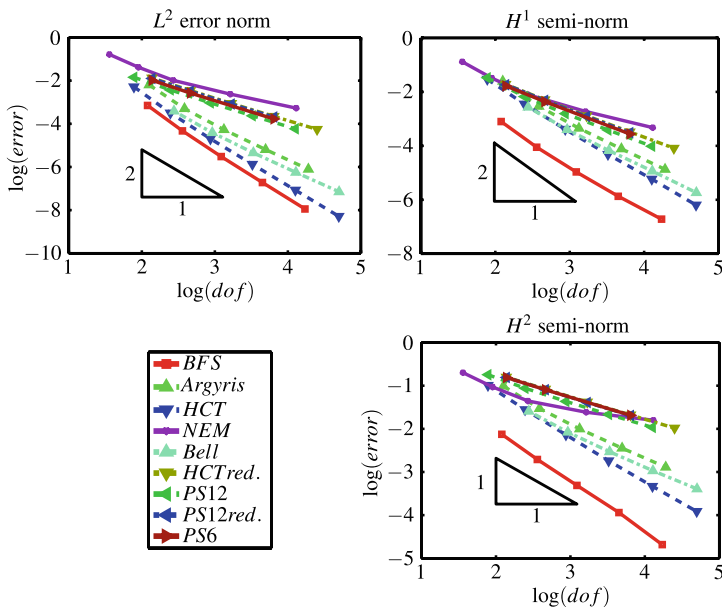 L² error norm
0
−2
−4
−6
−8
−10
log(error)
2
1
1
2
3
4
5
log(dof)
H¹ semi-norm
0
−2
−4
−6
−8
log(error)
2
1
1
2
3
4
5
log(dof)
BFS
Argyris
HCT
NEM
Bell
HCTred.
PS12
PS12red.
PS6
H² semi-norm
0
−1
−2
−3
−4
−5
log(error)
1
1
1
2
3
4
5
log(dof)